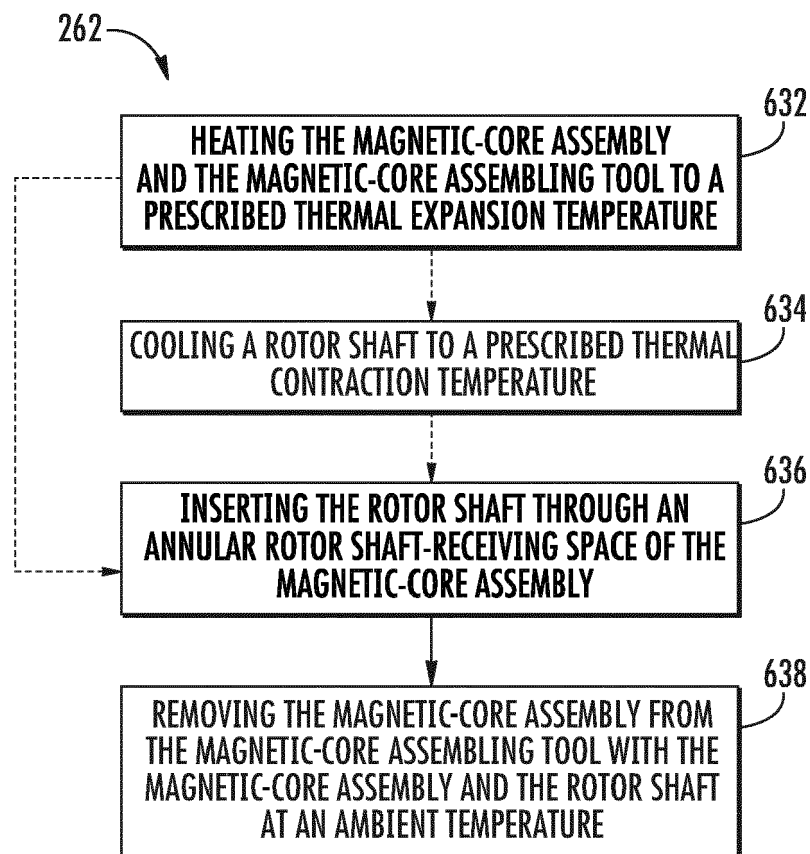 262
632
HEATING THE MAGNETIC-CORE ASSEMBLY
AND THE MAGNETIC-CORE ASSEMBLING TOOL TO A
PRESCRIBED THERMAL EXPANSION TEMPERATURE
634
COOLING A ROTOR SHAFT TO A PRESCRIBED THERMAL
CONTRACTION TEMPERATURE
636
INSERTING THE ROTOR SHAFT THROUGH AN
ANNULAR ROTOR SHAFT-RECEIVING SPACE OF THE
MAGNETIC-CORE ASSEMBLY
638
REMOVING THE MAGNETIC-CORE ASSEMBLY FROM
THE MAGNETIC-CORE ASSEMBLING TOOL WITH THE
MAGNETIC-CORE ASSEMBLY AND THE ROTOR SHAFT
AT AN AMBIENT TEMPERATURE